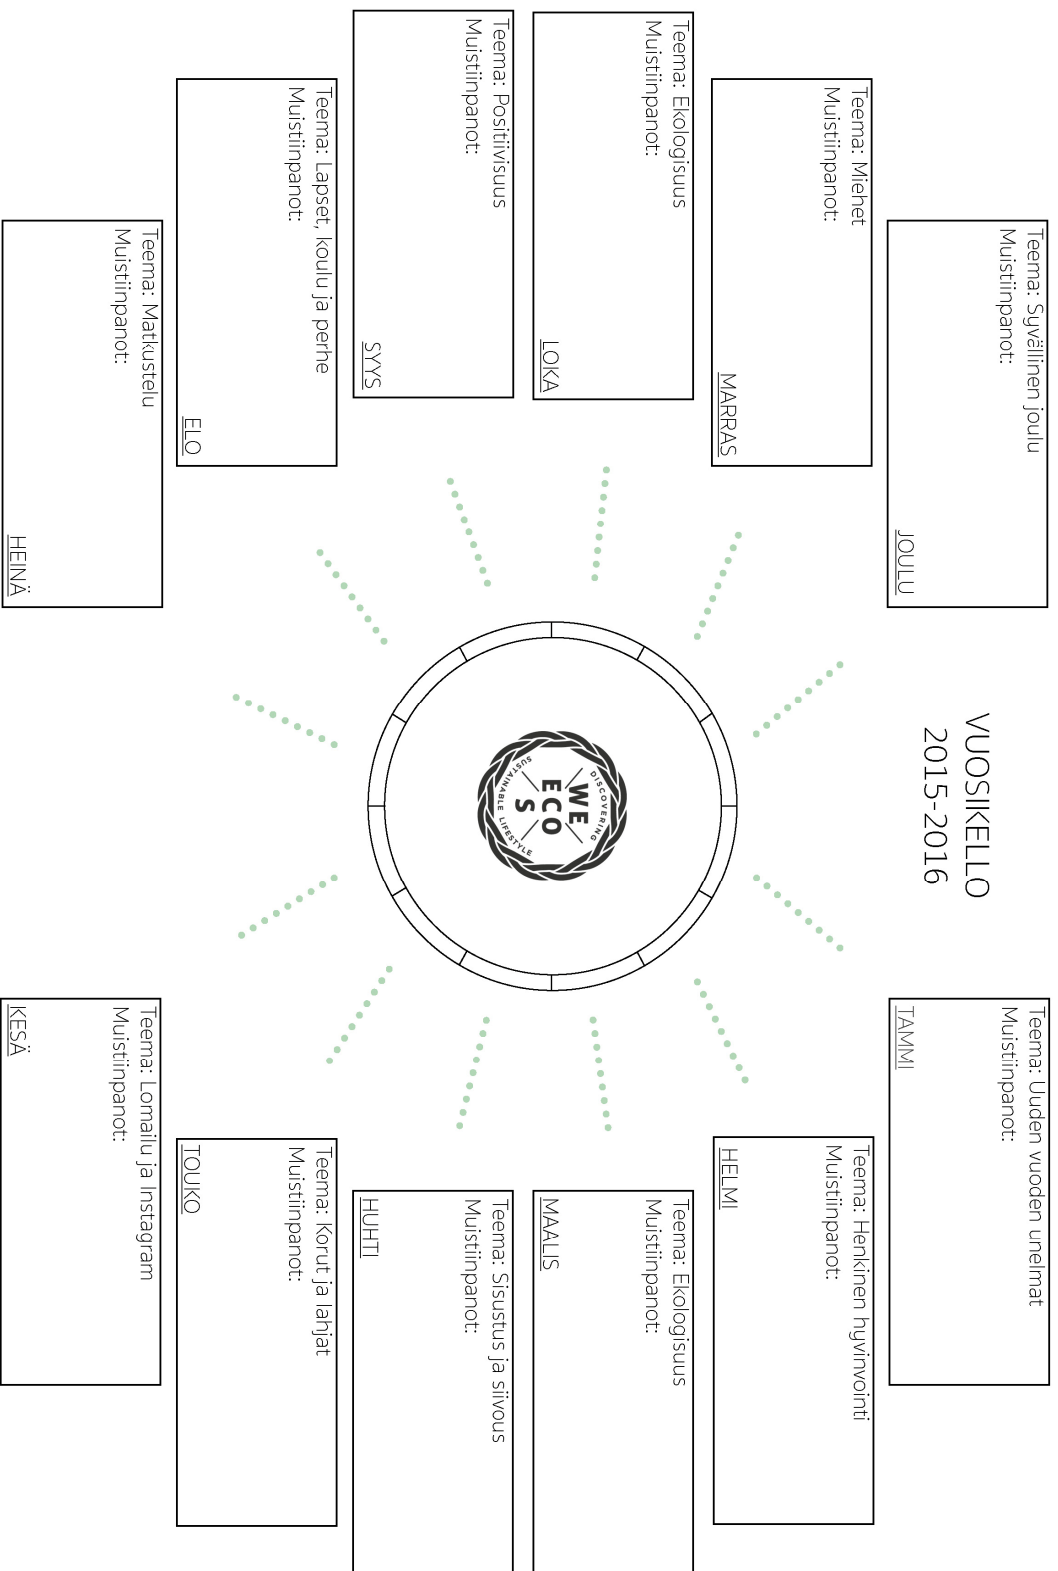 VUOSIKELLO
2015-2016
Teema: Uuden vuoden unelmat
Muistiinpanot:
TAMMI
Teema: Henkinen hyvinvointi
Muistiinpanot:
HELMI
Teema: Ekologisuus
Muistiinpanot:
MAALIS
Teema: Sisustus ja siivous
Muistiinpanot:
HUHTI
Teema: Korut ja lahjat
Muistiinpanot:
TOUKO
Teema: Lomailu ja Instagram
Muistiinpanot:
KESÄ
Teema: Matkustelu
Muistiinpanot:
HEINÄ
Teema: Lapset, koulu ja perhe
Muistiinpanot:
ELO
Teema: Positiivisuus
Muistiinpanot:
SYYS
Teema: Ekologisuus
Muistiinpanot:
LOKA
Teema: Miehet
Muistiinpanot:
MARRAS
Teema: Syvällinen joulu
Muistiinpanot:
JOULU
DISCOVERING
WE
ECO
S
SUSTAINABLE LIFESTYLE